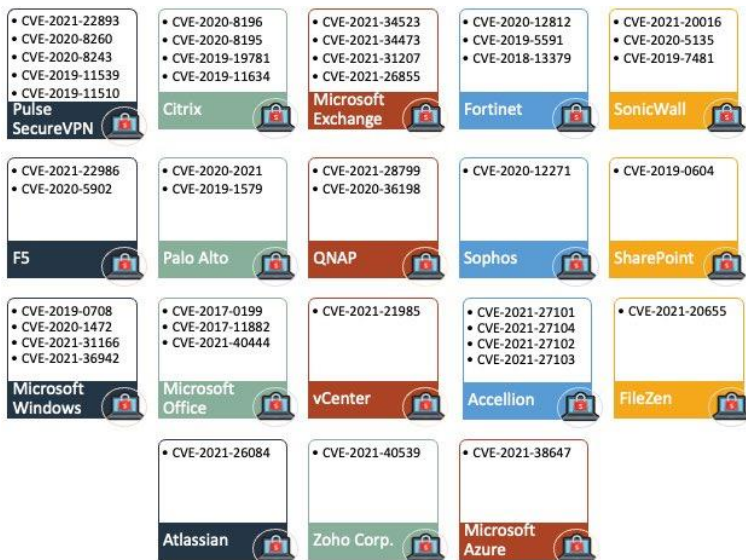 • CVE-2021-22893
• CVE-2020-8260
• CVE-2020-8243
• CVE-2019-11539
• CVE-2019-11510
Pulse
SecureVPN
• CVE-2020-8196
• CVE-2020-8195
• CVE-2019-19781
• CVE-2019-11634
Citrix
• CVE-2021-34523
• CVE-2021-34473
• CVE-2021-31207
• CVE-2021-26855
Microsoft
Exchange
• CVE-2020-12812
• CVE-2019-5591
• CVE-2018-13379
Fortinet
• CVE-2021-20016
• CVE-2020-5135
• CVE-2019-7481
SonicWall
• CVE-2021-22986
• CVE-2020-5902
F5
• CVE-2020-2021
• CVE-2019-1579
Palo Alto
• CVE-2021-28799
• CVE-2020-36198
QNAP
• CVE-2020-12271
Sophos
• CVE-2019-0604
SharePoint
• CVE-2019-0708
• CVE-2020-1472
• CVE-2021-31166
• CVE-2021-36942
Microsoft
Windows
• CVE-2017-0199
• CVE-2017-11882
• CVE-2021-40444
Microsoft
Office
• CVE-2021-21985
vCenter
• CVE-2021-27101
• CVE-2021-27104
• CVE-2021-27102
• CVE-2021-27103
Accellion
• CVE-2021-20655
FileZen
• CVE-2021-26084
Atlassian
• CVE-2021-40539
Zoho Corp.
• CVE-2021-38647
Microsoft
Azure